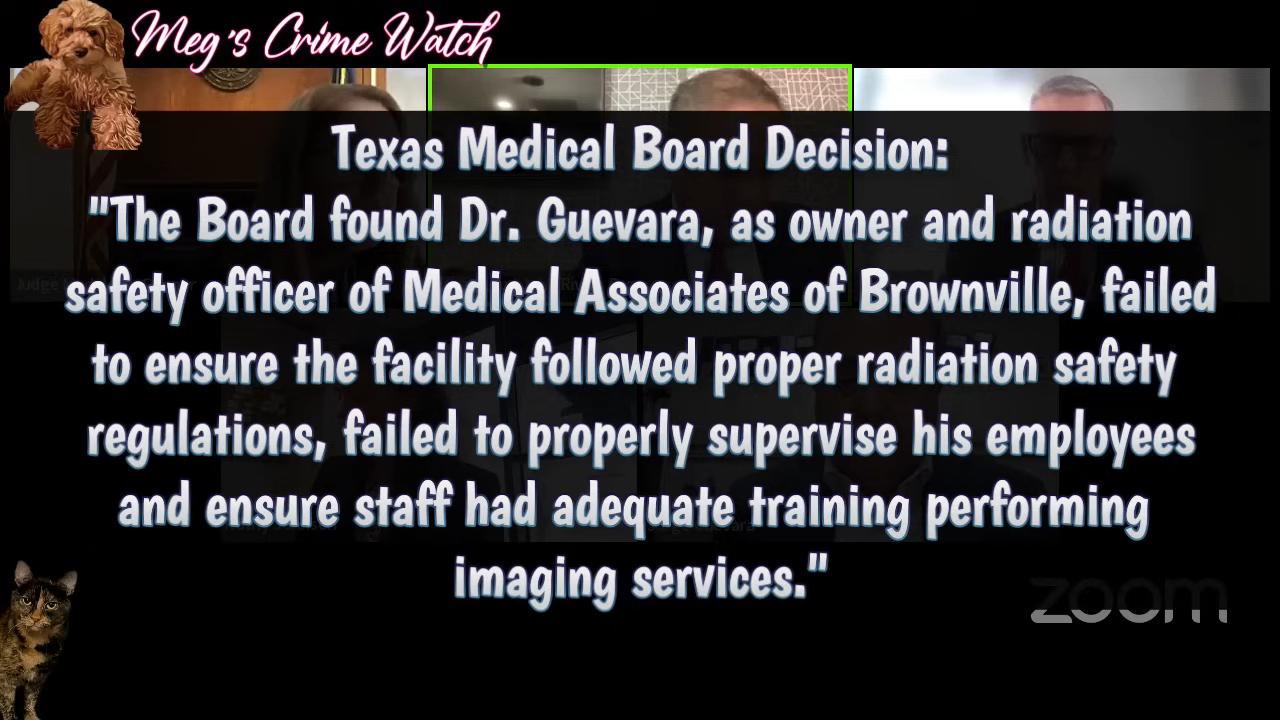 Meg's Crime Watch
Texas Medical Board Decision:
"The Board found Dr. Guevara, as owner and radiation
safety officer of Medical Associates of Brownville, failed
to ensure the facility followed proper radiation safety
regulations, failed to properly supervise his employees
and ensure staff had adequate training performing
imaging services."
zoom